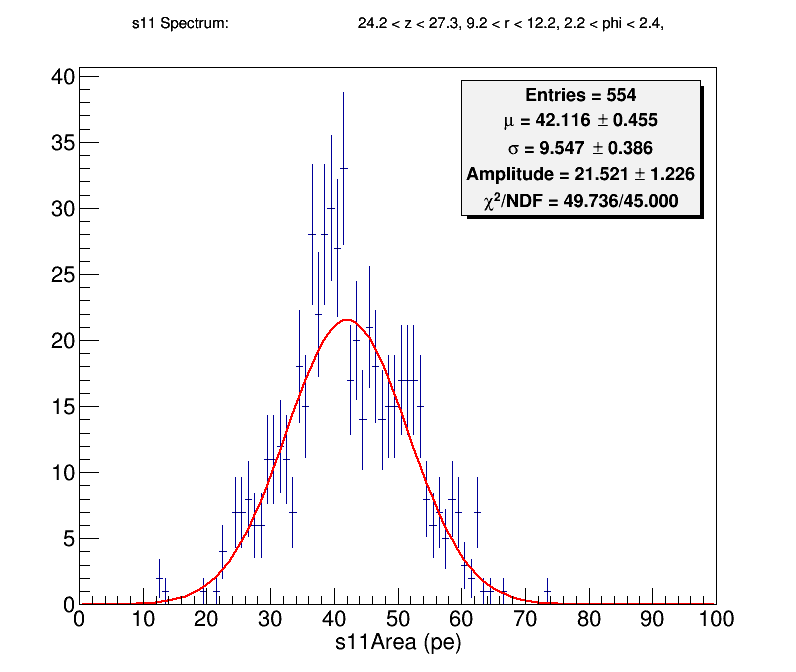 s11 Spectrum: 24.2 < z < 27.3, 9.2 < r < 12.2, 2.2 < phi < 2.4,
Entries = 554
μ = 42.116 ± 0.455
σ = 9.547 ± 0.386
Amplitude = 21.521 ± 1.226
χ²/NDF = 49.736/45.000
40
35
30
25
20
15
10
5
0
0 10 20 30 40 50 60 70 80 90 100
s11Area (pe)